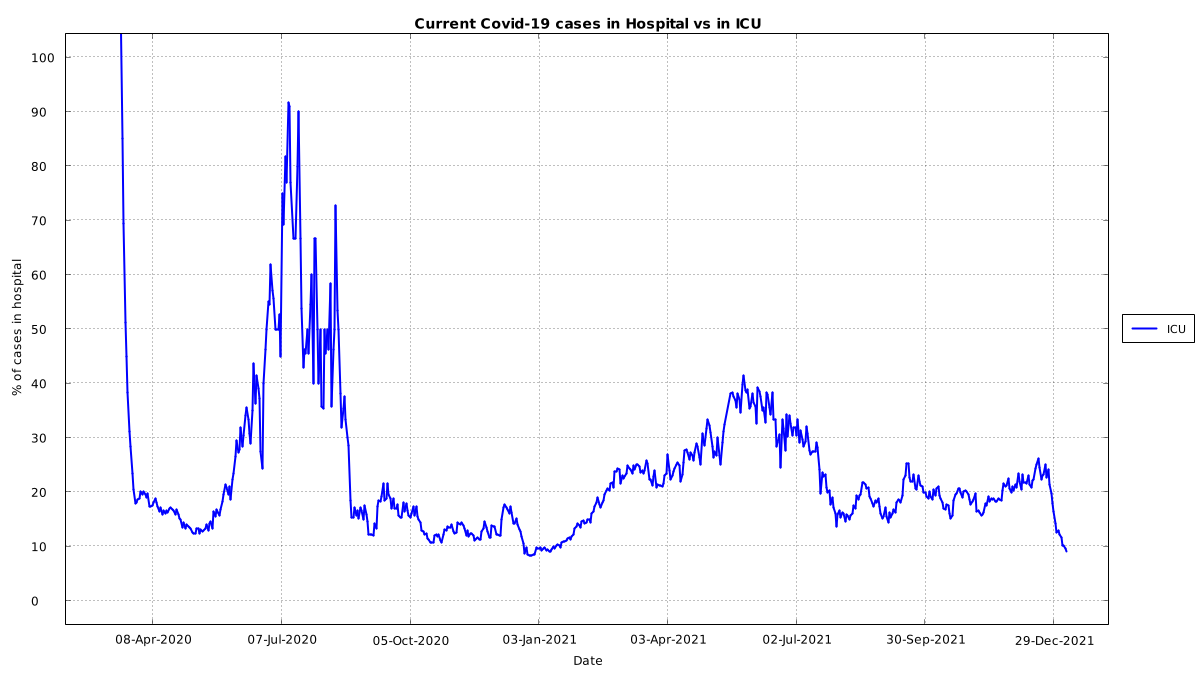 Current Covid-19 cases in Hospital vs in ICU
100
90
80
70
60
50
40
30
20
10
0
% of cases in hospital
08-Apr-2020
07-Jul-2020
05-Oct-2020
03-Jan-2021
03-Apr-2021
02-Jul-2021
30-Sep-2021
29-Dec-2021
Date
ICU